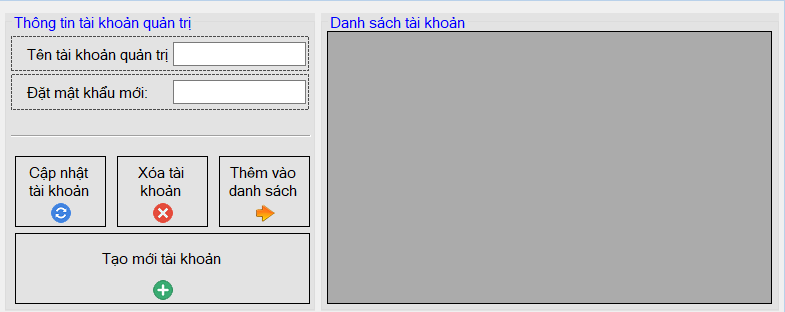 Thông tin tài khoản quản trị
Tên tài khoản quản trị
Đặt mật khẩu mới:
Cập nhật
tài khoản
Xóa tài
khoản
Thêm vào
danh sách
Tạo mới tài khoản
Danh sách tài khoản